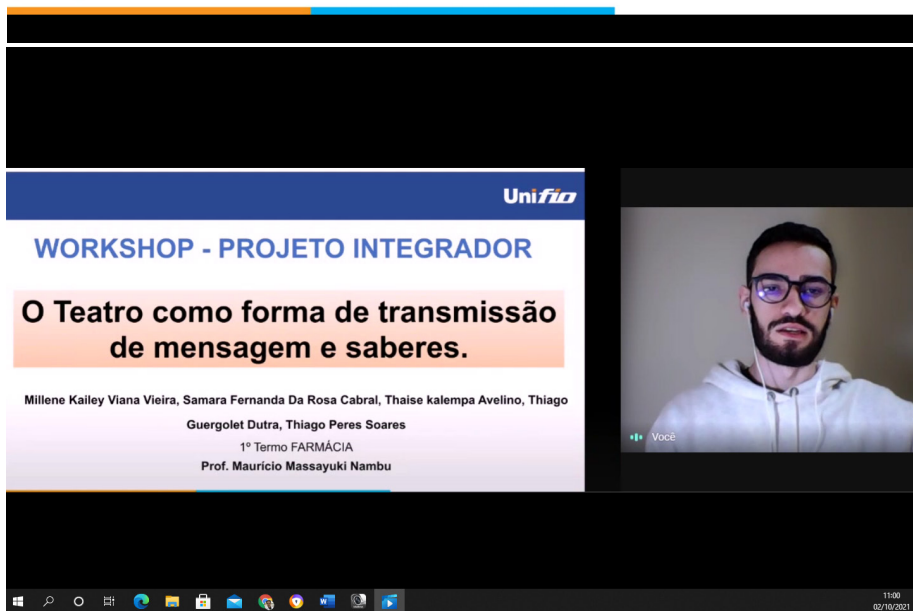 Unifio
WORKSHOP - PROJETO INTEGRADOR
O Teatro como forma de transmissão
de mensagem e saberes.
Millene Kailey Viana Vieira, Samara Fernanda Da Rosa Cabral, Thaise kalempa Avelino, Thiago
Guergolet Dutra, Thiago Peres Soares
1º Termo FARMÁCIA
Prof. Maurício Massayuki Nambu
Você
11:00
02/10/2021